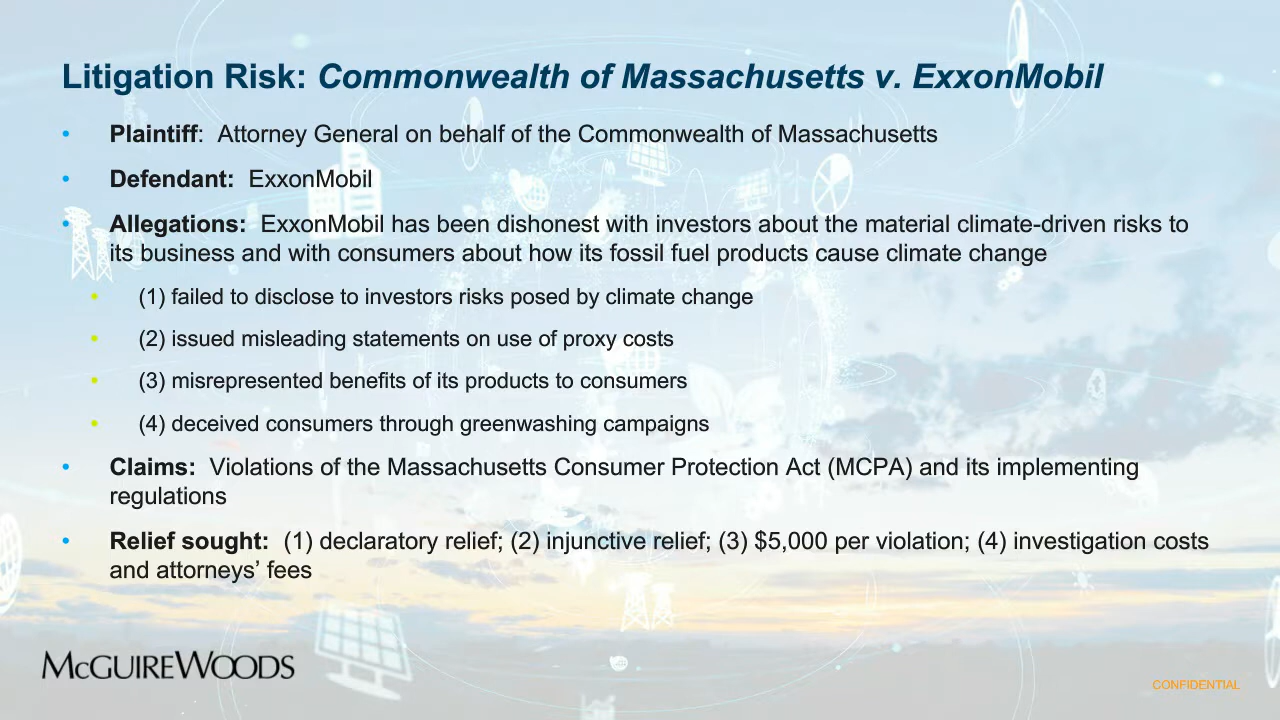 Litigation Risk: Commonwealth of Massachusetts v. ExxonMobil
• Plaintiff: Attorney General on behalf of the Commonwealth of Massachusetts
• Defendant: ExxonMobil
• Allegations: ExxonMobil has been dishonest with investors about the material climate-driven risks to
its business and with consumers about how its fossil fuel products cause climate change
• (1) failed to disclose to investors risks posed by climate change
• (2) issued misleading statements on use of proxy costs
• (3) misrepresented benefits of its products to consumers
• (4) deceived consumers through greenwashing campaigns
• Claims: Violations of the Massachusetts Consumer Protection Act (MCPA) and its implementing
regulations
• Relief sought: (1) declaratory relief; (2) injunctive relief; (3) $5,000 per violation; (4) investigation costs
and attorneys’ fees
McGuireWoods
CONFIDENTIAL